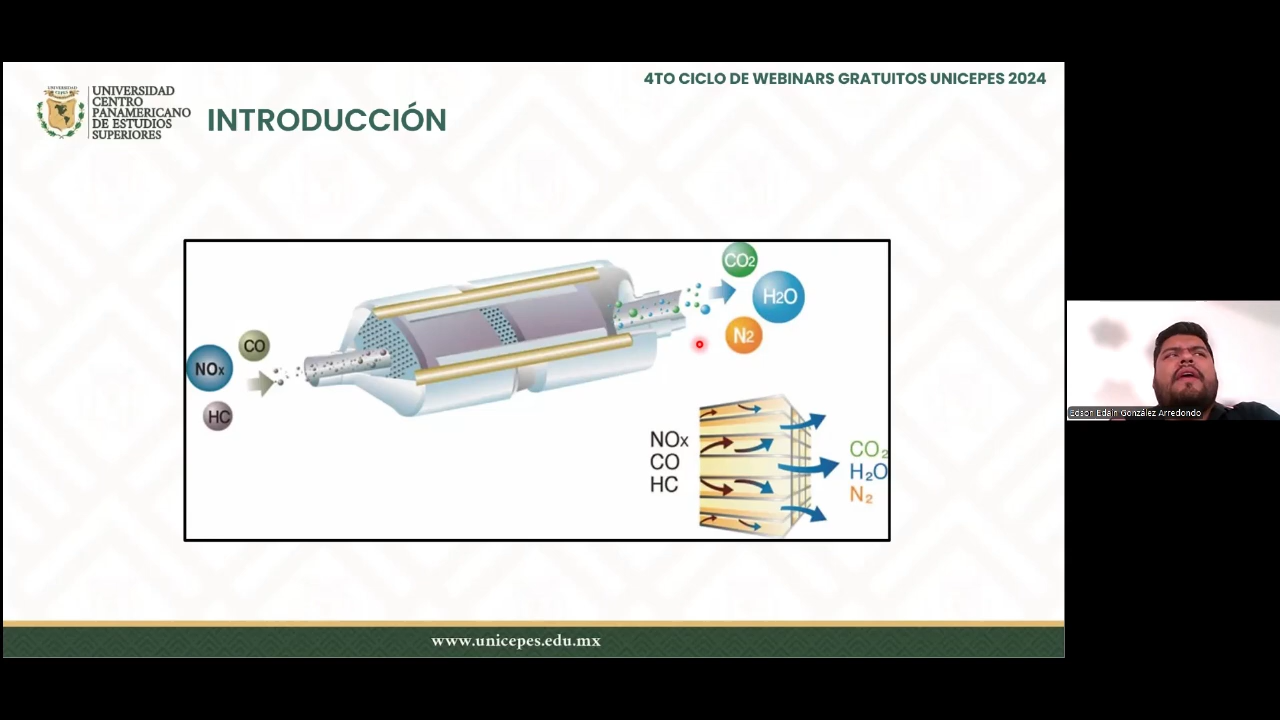 4TO CICLO DE WEBINARS GRATUITOS UNICEPES 2024
UNIVERSIDAD
CENTRO
PANAMERICANO
DE ESTUDIOS
SUPERIORES
INTRODUCCIÓN
CO
NOx
HC
CO2
H2O
N2
NOx
CO
HC
CO2
H2O
N2
Edson Edain González Arredondo
www.unicepes.edu.mx